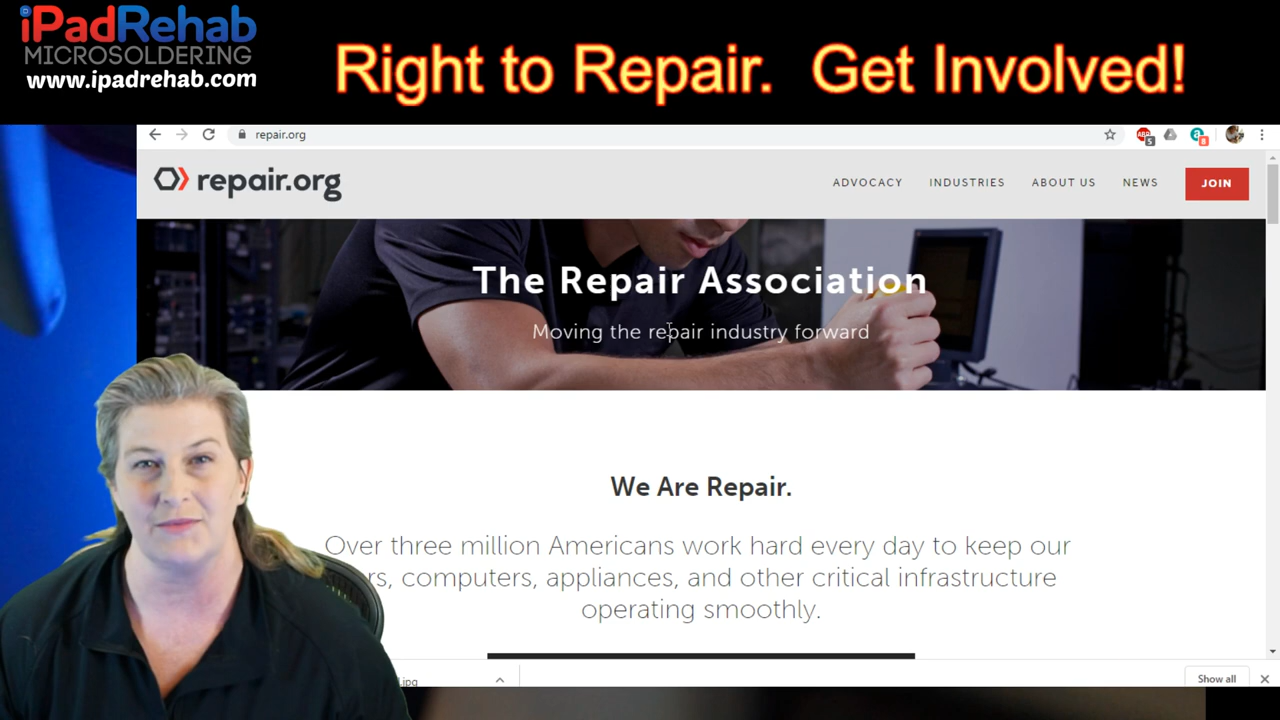 iPadRehab
MICROSOLDERING
www.ipadrehab.com
Right to Repair. Get Involved!
repair.org
repair.org
ADVOCACY
INDUSTRIES
ABOUT US
NEWS
JOIN
The Repair Association
Moving the repair industry forward
We Are Repair.
Over three million Americans work hard every day to keep our
computers, appliances, and other critical infrastructure
operating smoothly.
Show all